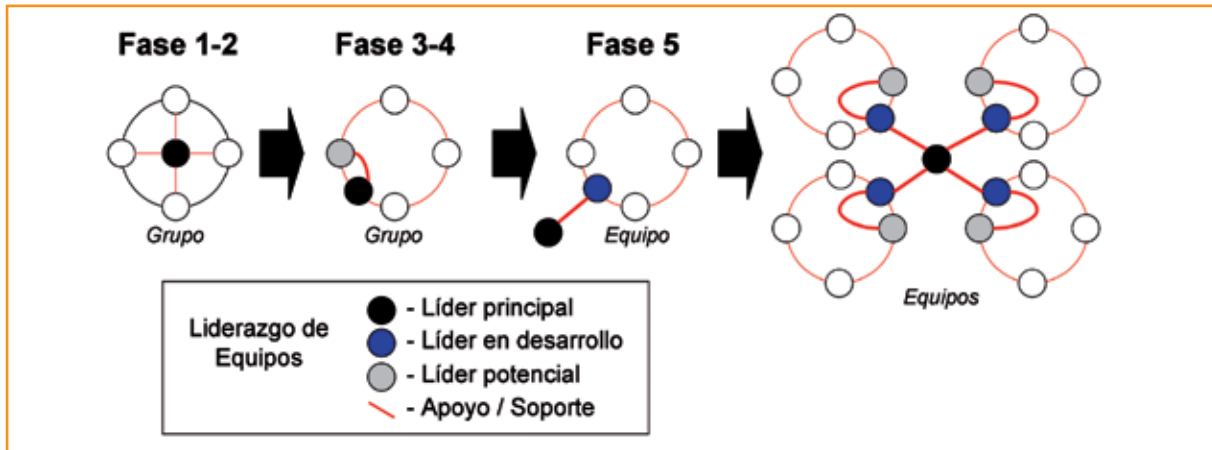 Fase 1-2
Fase 3-4
Fase 5
Grupo
Grupo
Equipo
Equipos
Liderazgo de
Equipos
- Líder principal
- Líder en desarrollo
- Líder potencial
- Apoyo / Soporte